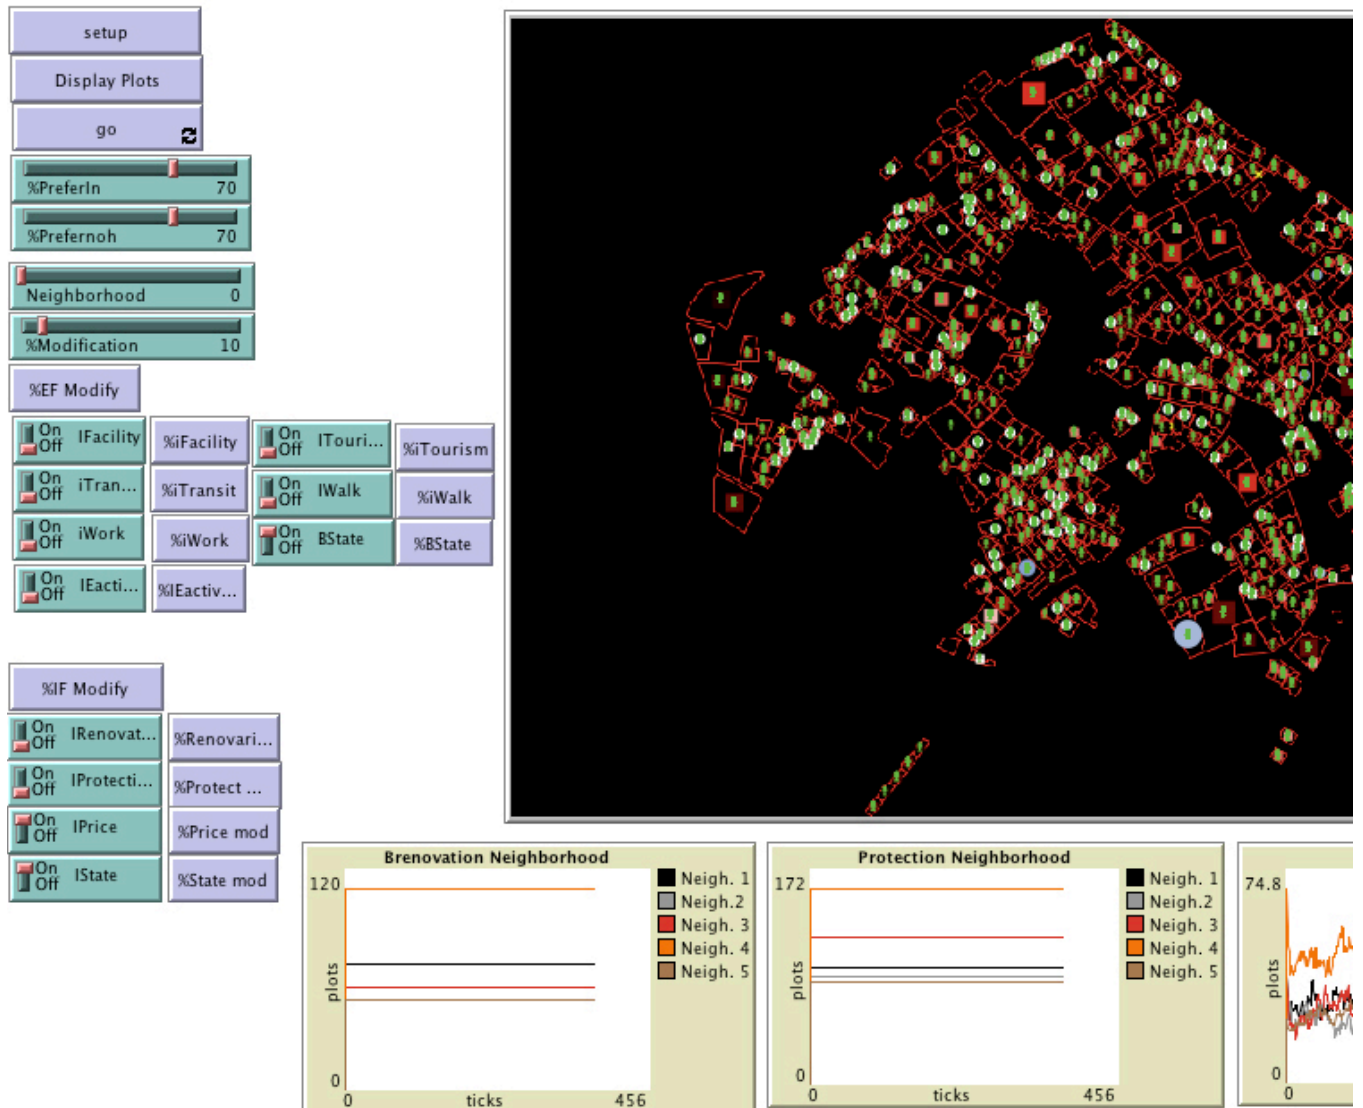 setup
Display Plots
go
%PreferIn 70
%Prefernoh 70
Neighborhood 0
%Modification 10
%EF Modify
On Off IFacility %iFacility On Off ITouri... %iTourism
On Off iTran... %iTransit On Off IWalk %iWalk
On Off iWork %iWork On Off BState %BState
On Off IEacti... %IEactiv...
%IF Modify
On Off IRenovat... %Renovari...
On Off IProtecti... %Protect ...
On Off IPrice %Price mod
On Off IState %State mod
Brenovation Neighborhood
120
plots
0
0 ticks 456
Neigh. 1
Neigh.2
Neigh. 3
Neigh. 4
Neigh. 5
Protection Neighborhood
172
plots
0
0 ticks 456
Neigh. 1
Neigh.2
Neigh. 3
Neigh. 4
Neigh. 5
74.8
plots
0
0